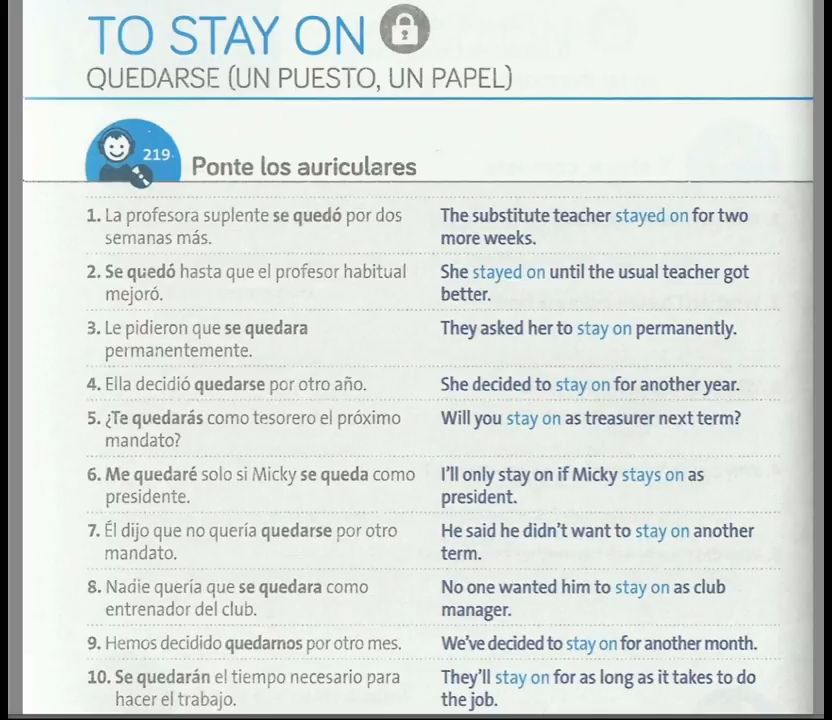 TO STAY ON
QUEDARSE (UN PUESTO, UN PAPEL)
219
Ponte los auriculares
1. La profesora suplente se quedó por dos
semanas más.
The substitute teacher stayed on for two
more weeks.
2. Se quedó hasta que el profesor habitual
mejoró.
She stayed on until the usual teacher got
better.
3. Le pidieron que se quedara
permanentemente.
They asked her to stay on permanently.
4. Ella decidió quedarse por otro año.
She decided to stay on for another year.
5. ¿Te quedarás como tesorero el próximo
mandato?
Will you stay on as treasurer next term?
6. Me quedaré solo si Micky se queda como
presidente.
I'll only stay on if Micky stays on as
president.
7. Él dijo que no quería quedarse por otro
mandato.
He said he didn't want to stay on another
term.
8. Nadie quería que se quedara como
entrenador del club.
No one wanted him to stay on as club
manager.
9. Hemos decidido quedarnos por otro mes.
We've decided to stay on for another month.
10. Se quedarán el tiempo necesario para
hacer el trabajo.
They'll stay on for as long as it takes to do
the job.